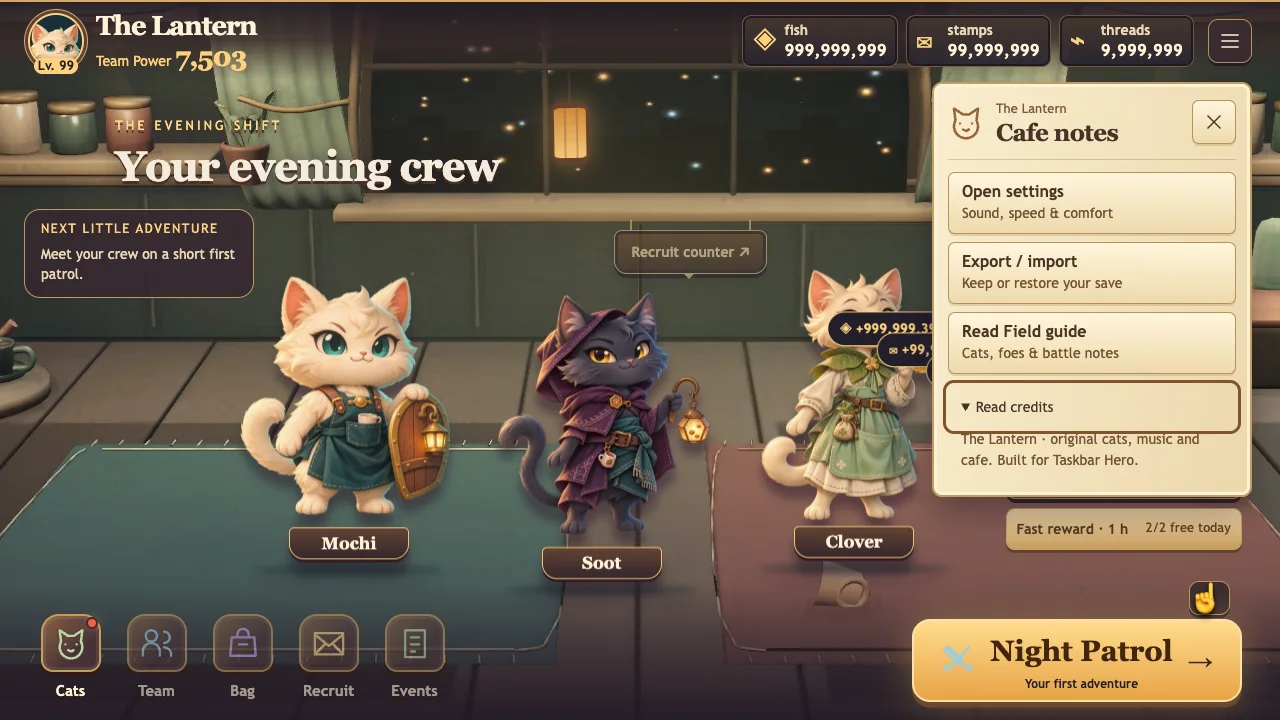 The Lantern
Lv. 99
Team Power 7,503
fish
999,999,999
stamps
99,999,999
threads
9,999,999
THE EVENING SHIFT
Your evening crew
NEXT LITTLE ADVENTURE
Meet your crew on a short first
patrol.
Recruit counter ↗
The Lantern
Cafe notes
Open settings
Sound, speed & comfort
Export / import
Keep or restore your save
Read Field guide
Cats, foes & battle notes
▼ Read credits
The Lantern · original cats, music and
cafe. Built for Taskbar Hero.
+99,
Fast reward · 1 h
2/2 free today
Mochi
Soot
Clover
Cats
Team
Bag
Recruit
Events
Night Patrol →
Your first adventure